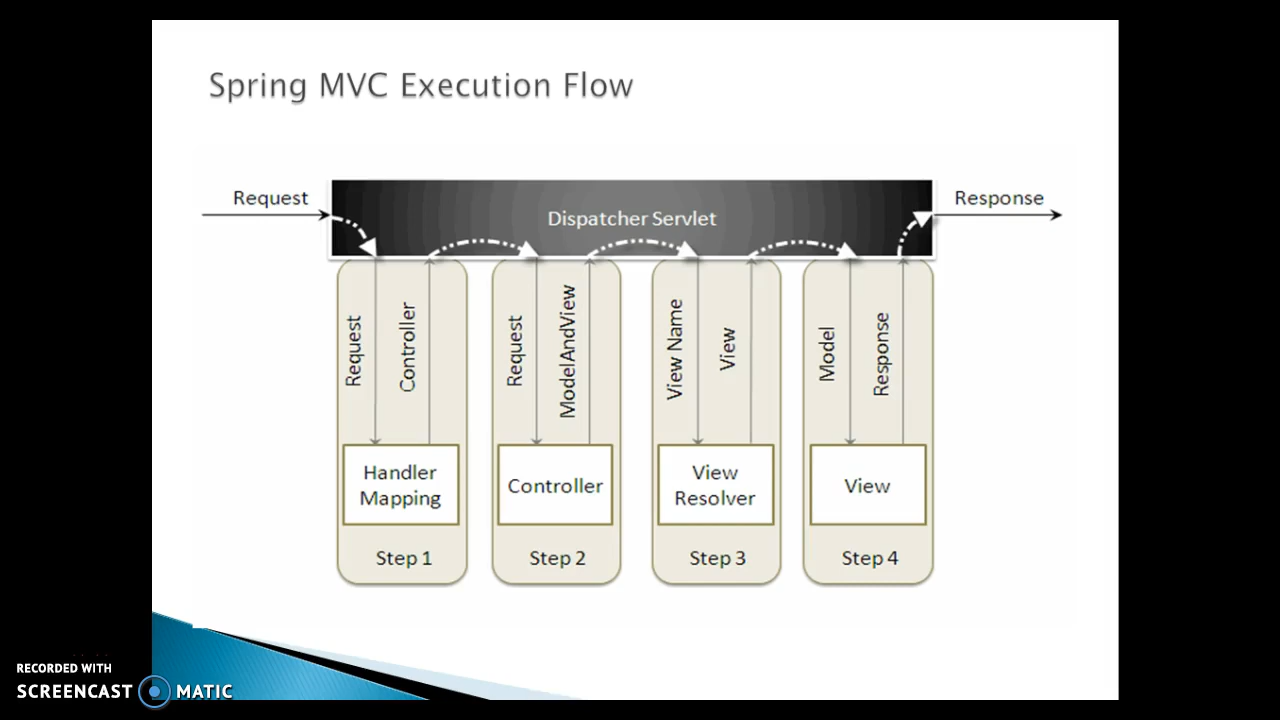 Spring MVC Execution Flow
Request
Response
Dispatcher Servlet
Request
Controller
Request
ModelAndView
View Name
View
Model
Response
Handler
Mapping
Controller
View
Resolver
View
Step 1
Step 2
Step 3
Step 4
RECORDED WITH
SCREENCAST MATIC